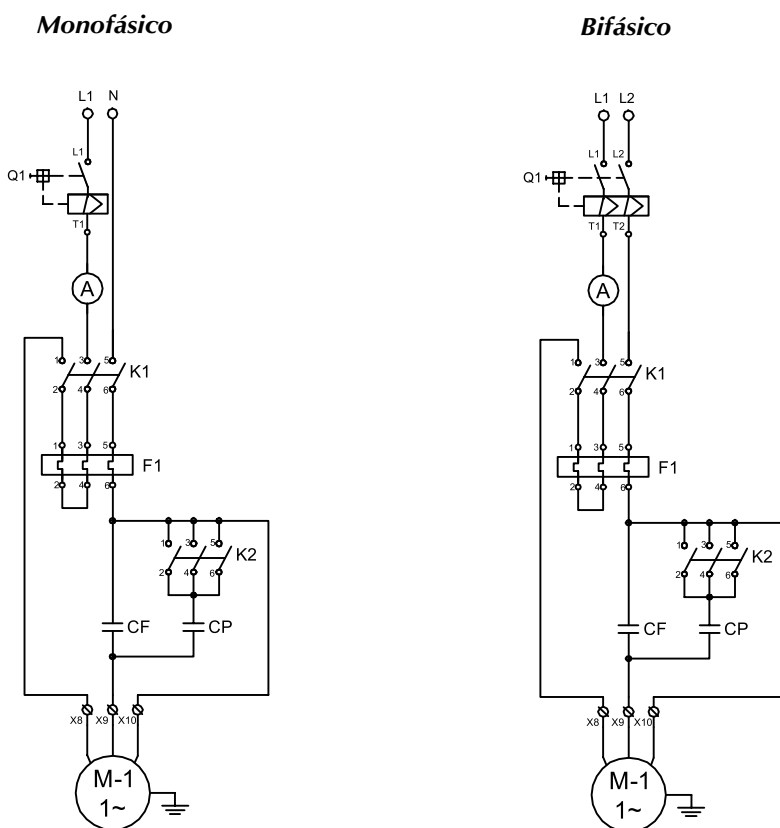 Monofásico
L1 N
L1
Q1
T1
A
1 3 5
K1
2 4 6
1 3 5
F1
2 4 6
1 3 5
K2
2 4 6
CF CP
X8 X9 X10
M-1
1~
Bifásico
L1 L2
L1 L2
Q1
T1 T2
A
1 3 5
K1
2 4 6
1 3 5
F1
2 4 6
1 3 5
K2
2 4 6
CF CP
X8 X9 X10
M-1
1~